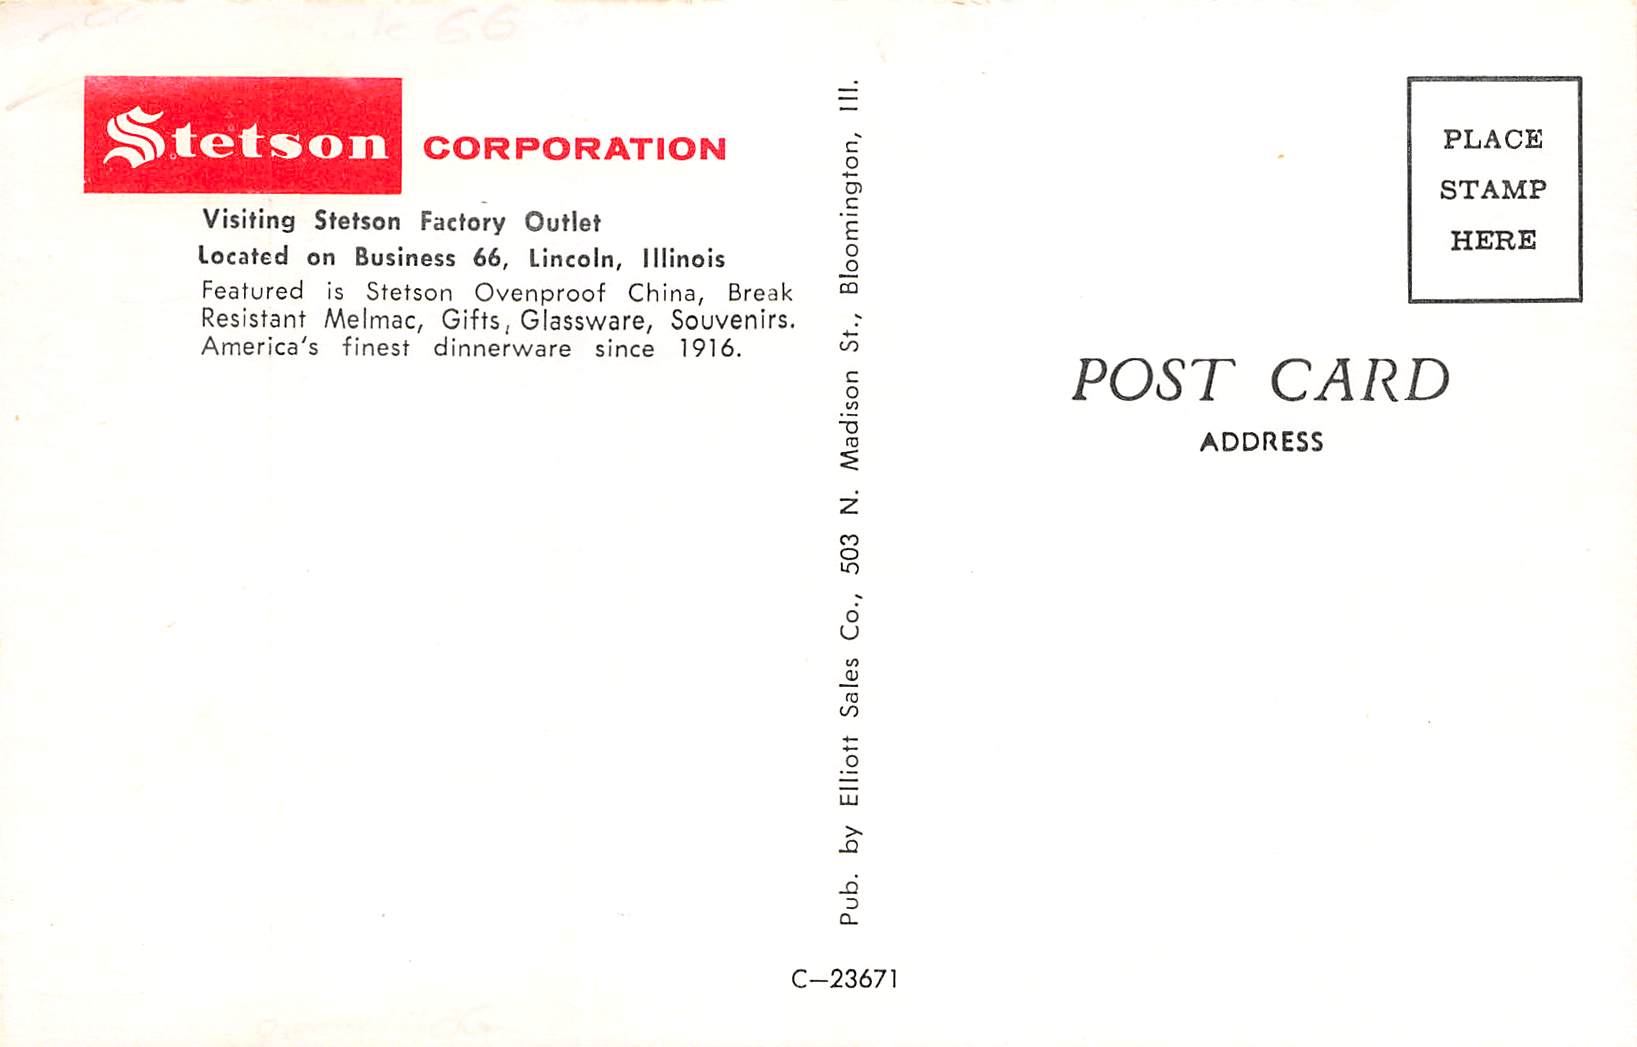 Stetson CORPORATION
Visiting Stetson Factory Outlet
Located on Business 66, Lincoln, Illinois
Featured is Stetson Ovenproof China, Break
Resistant Melmac, Gifts, Glassware, Souvenirs.
America's finest dinnerware since 1916.
Pub. by Elliott Sales Co., 503 N. Madison St., Bloomington, Ill.
C—23671
PLACE
STAMP
HERE
POST CARD
ADDRESS